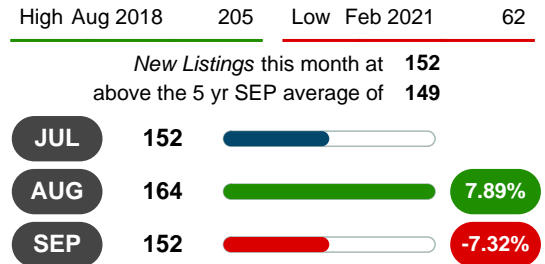 High Aug 2018 205 Low Feb 2021 62
New Listings this month at 152
above the 5 yr SEP average of 149
JUL 152
AUG 164 7.89%
SEP 152 -7.32%